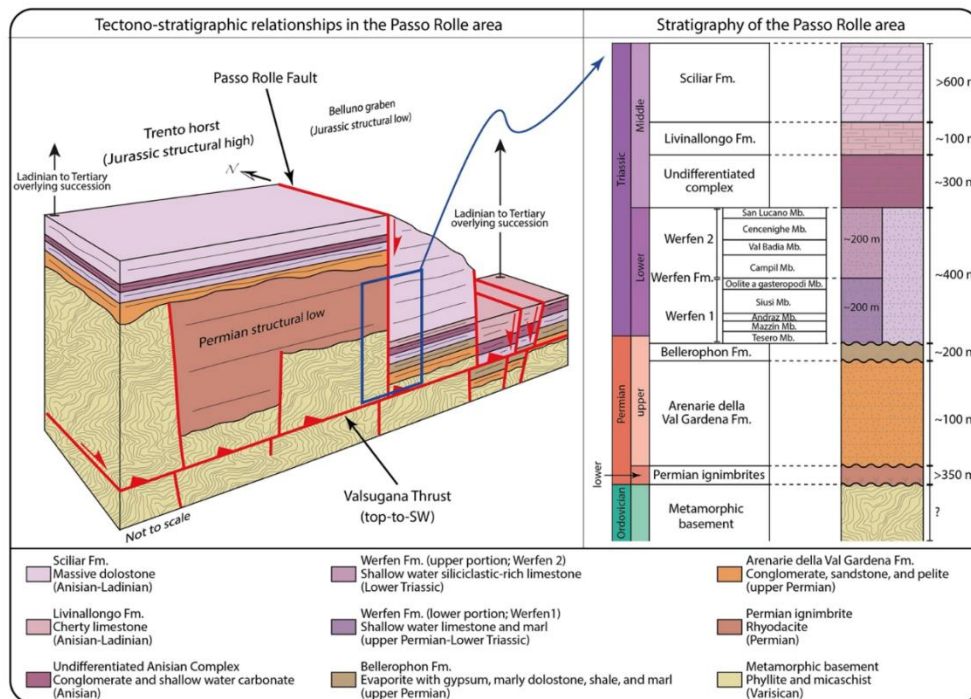 Tectono-stratigraphic relationships in the Passo Rolle area
Passo Rolle Fault
Belluno graben
(Jurassic structural low)
Trento horst
(Jurassic structural high)
N
Ladinian to Tertiary
overlying succession
Ladinian to Tertiary
overlying succession
Permian structural low
Valsugana Thrust
(top-to-SW)
Not to scale
Stratigraphy of the Passo Rolle area
Triassic
Middle
Lower
Permian
upper
lower
Ordovician
Sciliar Fm.
>600 m
Livinallongo Fm.
~100 m
Undifferentiated
complex
~300 m
Werfen 2
Werfen Fm.
Werfen 1
San Lucano Mb.
Cencenighe Mb.
Val Badia Mb.
Campil Mb.
Oolite a gasteropodi Mb.
Siusi Mb.
Andraz Mb.
Mazzin Mb.
Tesero Mb.
~200 m
~200 m
~400 m
Bellerophon Fm.
~200 m
Arenarie della
Val Gardena Fm.
~100 m
Permian ignimbrites
>350 m
Metamorphic
basement
?
Sciliar Fm.
Massive dolostone
(Anisian-Ladinian)
Livinallongo Fm.
Cherty limestone
(Anisian-Ladinian)
Undifferentiated Anisian Complex
Conglomerate and shallow water carbonate
(Anisian)
Werfen Fm. (upper portion; Werfen 2)
Shallow water siliciclastic-rich limestone
(Lower Triassic)
Werfen Fm. (lower portion; Werfen1)
Shallow water limestone and marl
(upper Permian-Lower Triassic)
Bellerophon Fm.
Evaporite with gypsum, marly dolostone, shale, and marl
(upper Permian)
Arenarie della Val Gardena Fm.
Conglomerate, sandstone, and pelite
(upper Permian)
Permian ignimbrite
Rhyodacite
(Permian)
Metamorphic basement
Phyllite and micaschist
(Varisican)